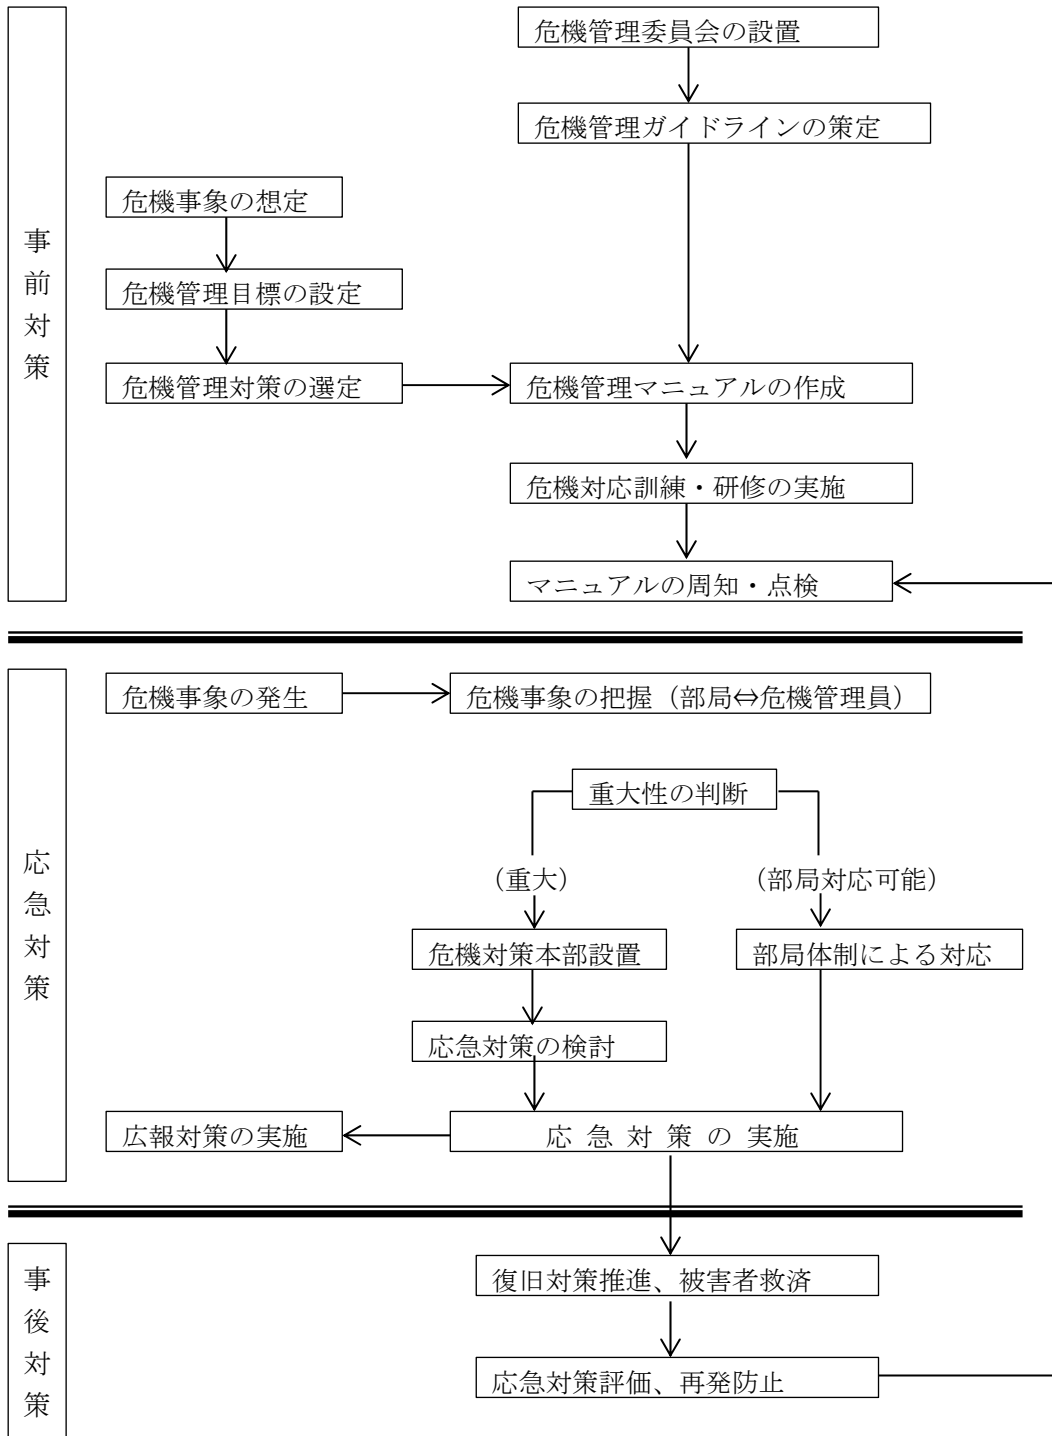 事前対策
危機管理委員会の設置
危機管理ガイドラインの策定
危機事象の想定
危機管理目標の設定
危機管理対策の選定
危機管理マニュアルの作成
危機対応訓練・研修の実施
マニュアルの周知・点検
応急対策
危機事象の発生
危機事象の把握（部局⇔危機管理員）
重大性の判断
（重大）
（部局対応可能）
危機対策本部設置
部局体制による対応
応急対策の検討
広報対策の実施
応 急 対 策 の 実施
事後対策
復旧対策推進、被害者救済
応急対策評価、再発防止